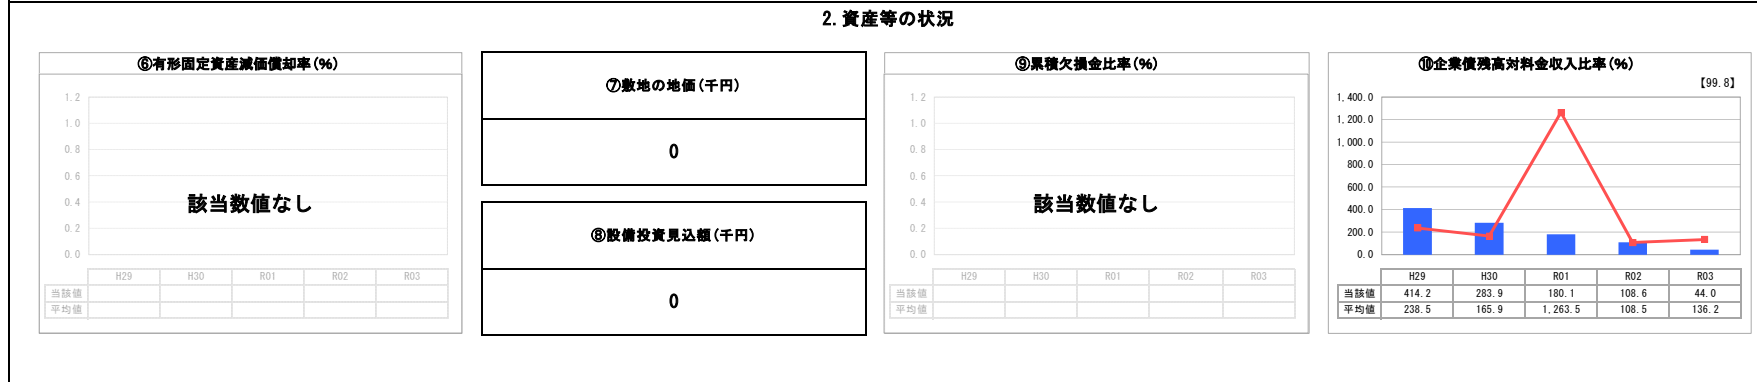 2. 資産等の状況
⑥有形固定資産減価償却率(%)
1.2
1.0
0.8
0.6
0.4
0.2
0.0
該当数値なし
H29 H30 R01 R02 R03
当該値
平均値
⑦敷地の地価(千円)
0
⑧設備投資見込額(千円)
0
⑨累積欠損金比率(%)
1.2
1.0
0.8
0.6
0.4
0.2
0.0
該当数値なし
H29 H30 R01 R02 R03
当該値
平均値
⑩企業債残高対料金収入比率(%)
【99.8】
1,400.0
1,200.0
1,000.0
800.0
600.0
400.0
200.0
0.0
H29 H30 R01 R02 R03
当該値 414.2 283.9 180.1 108.6 44.0
平均値 238.5 165.9 1,263.5 108.5 136.2